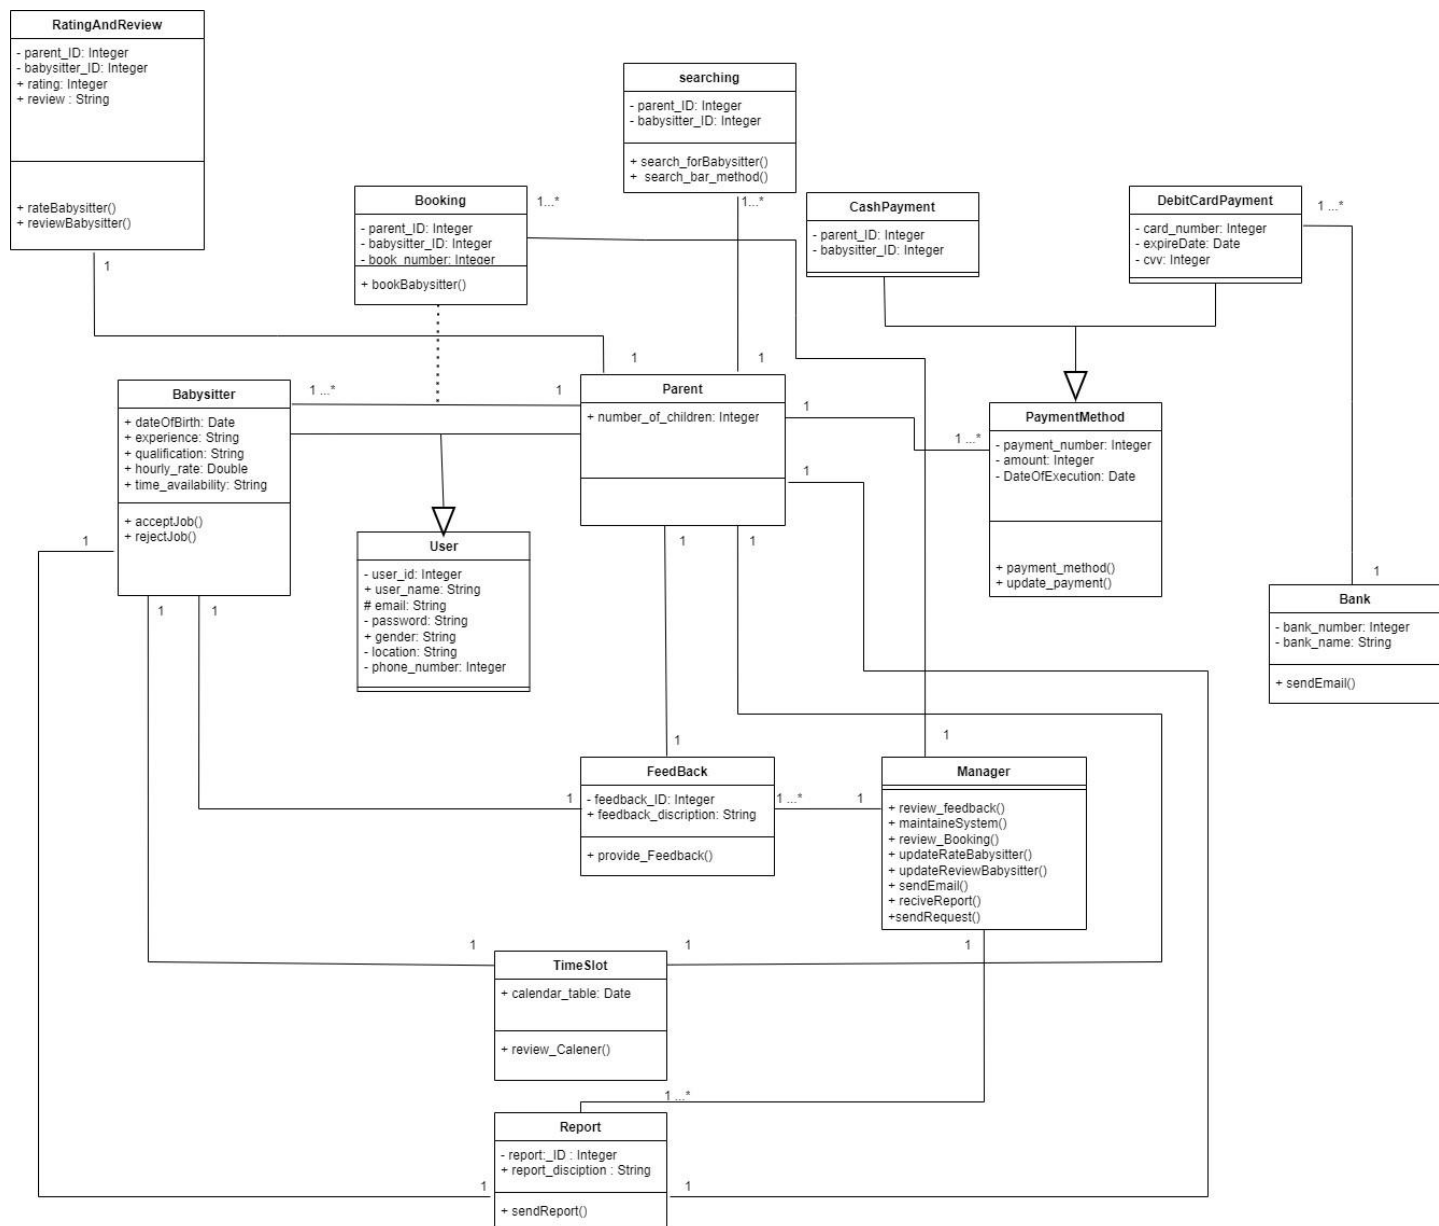 RatingAndReview
- parent_ID: Integer
- babysitter_ID: Integer
+ rating: Integer
+ review : String
+ rateBabysitter()
+ reviewBabysitter()
1
searching
- parent_ID: Integer
- babysitter_ID: Integer
+ search_forBabysitter()
+ search_bar_method()
1...*
Booking
- parent_ID: Integer
- babysitter_ID: Integer
- book_number: Integer
+ bookBabysitter()
1...*
CashPayment
- parent_ID: Integer
- babysitter_ID: Integer
DebitCardPayment
- card_number: Integer
- expireDate: Date
- cvv: Integer
1 ...*
1
1
Babysitter
+ dateOfBirth: Date
+ experience: String
+ qualification: String
+ hourly_rate: Double
+ time_availability: String
+ acceptJob()
+ rejectJob()
1 ...*
1
1
1
1
Parent
+ number_of_children: Integer
1
1
1
1
PaymentMethod
- payment_number: Integer
- amount: Integer
- DateOfExecution: Date
+ payment_method()
+ update_payment()
1 ...*
User
- user_id: Integer
+ user_name: String
# email: String
- password: String
+ gender: String
- location: String
- phone_number: Integer
1
Bank
- bank_number: Integer
- bank_name: String
+ sendEmail()
1
FeedBack
- feedback_ID: Integer
+ feedback_discription: String
+ provide_Feedback()
1
1 ...*
1
1
Manager
+ review_feedback()
+ maintaineSystem()
+ review_Booking()
+ updateRateBabysitter()
+ updateReviewBabysitter()
+ sendEmail()
+ reciveReport()
+sendRequest()
1
1
1
TimeSlot
+ calendar_table: Date
+ review_Calener()
1 ...*
Report
- report:_ID : Integer
+ report_disciption : String
+ sendReport()
1
1